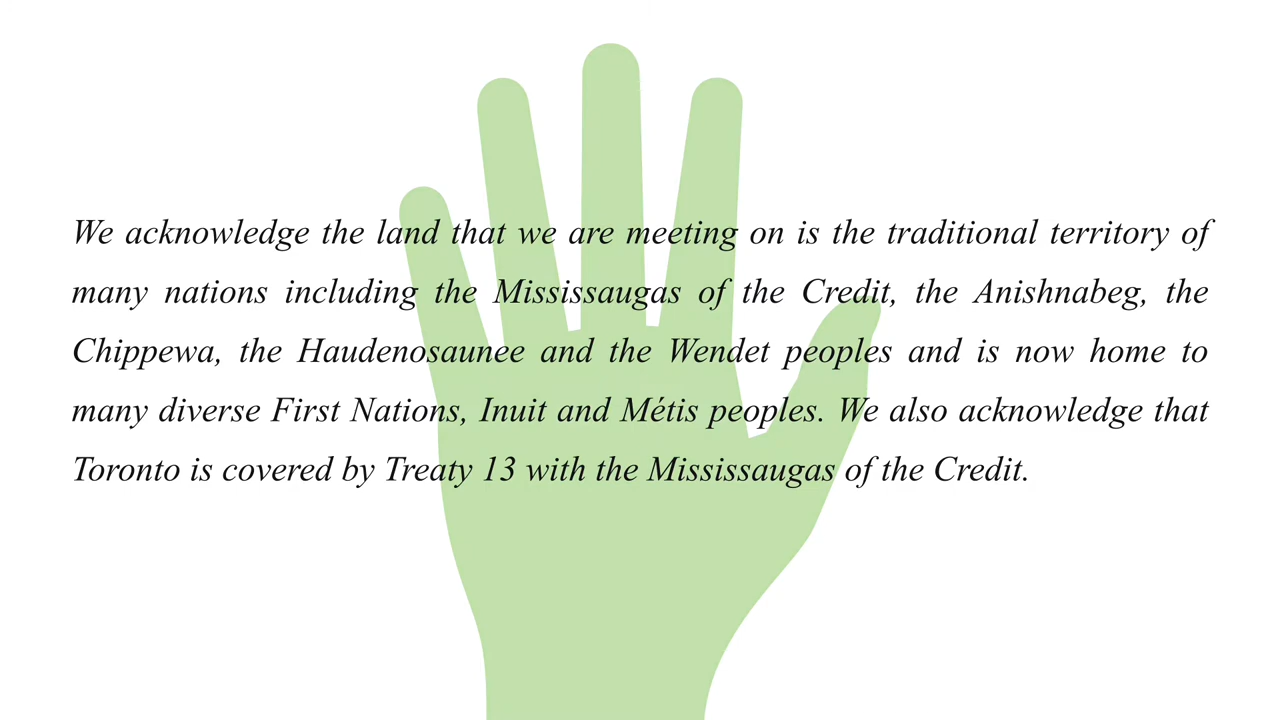 We acknowledge the land that we are meeting on is the traditional territory of
many nations including the Mississaugas of the Credit, the Anishnabeg, the
Chippewa, the Haudenosaunee and the Wendet peoples and is now home to
many diverse First Nations, Inuit and Métis peoples. We also acknowledge that
Toronto is covered by Treaty 13 with the Mississaugas of the Credit.